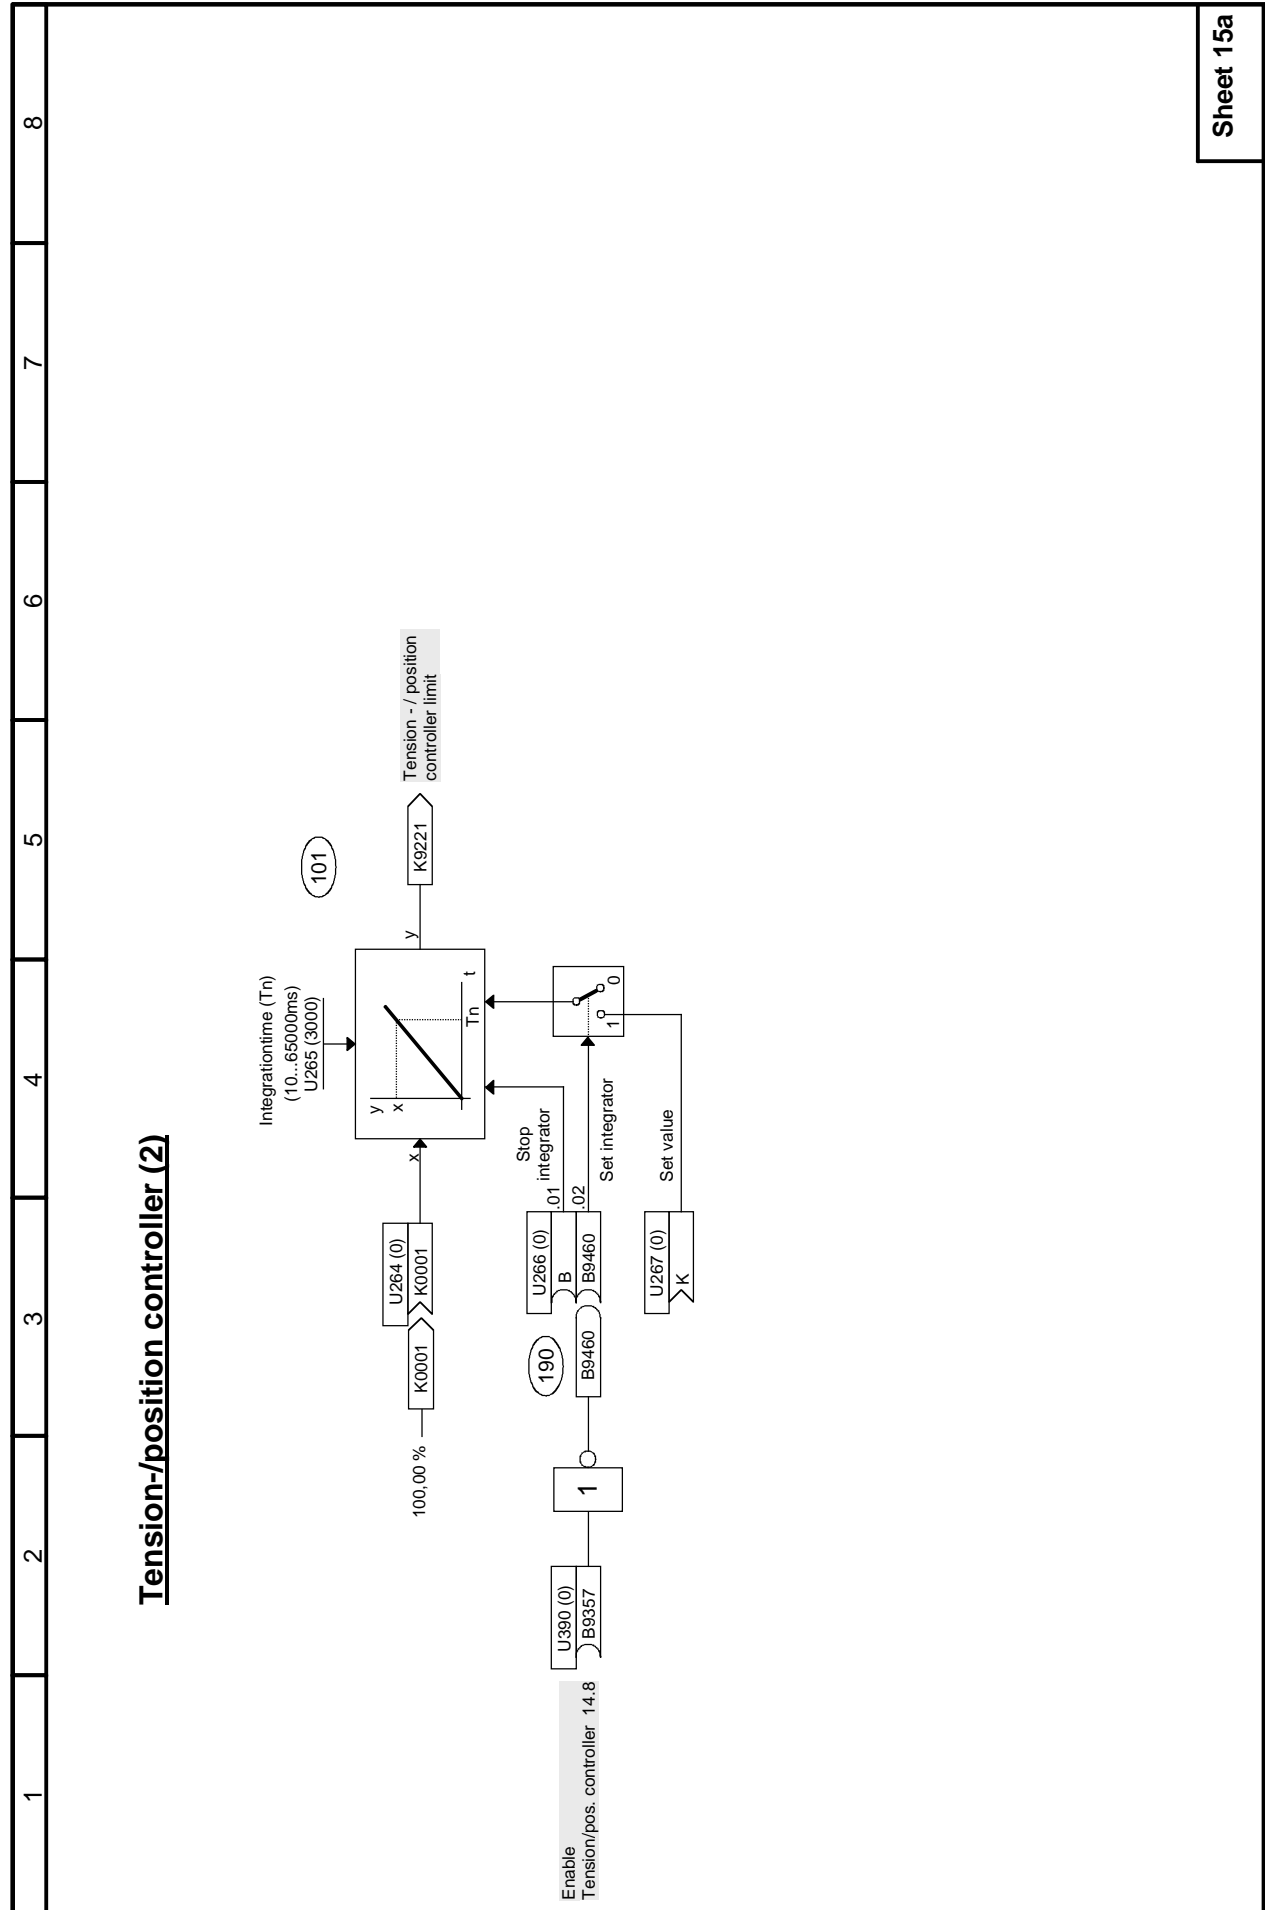 1
2
3
4
5
6
7
8
Tension-/position controller (2)
Integrationtime (Tn)
(10...65000ms)
U265 (3000)
101
100,00 %
K0001
U264 (0)
K0001
x
y
x
Tn
t
y
K9221
Tension - / position
controller limit
Enable
Tension/pos. controller 14.8
U390 (0)
B9357
1
190
B9460
U266 (0)
B
.01
B9460
.02
Stop
integrator
Set integrator
1
0
U267 (0)
K
Set value
Sheet 15a